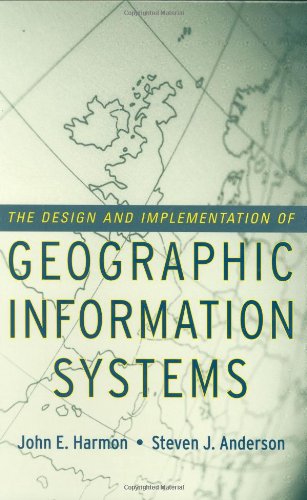 THE DESIGN AND IMPLEMENTATION OF
GEOGRAPHIC
INFORMATION
SYSTEMS
John E. Harmon • Steven J. Anderson